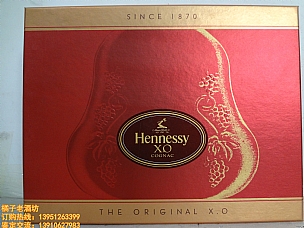 SINCE 1870
Hennessy
X.O
COGNAC
THE ORIGINAL X.O
橘子老酒坊
订购热线：13951263399
鉴定交流：13910627983